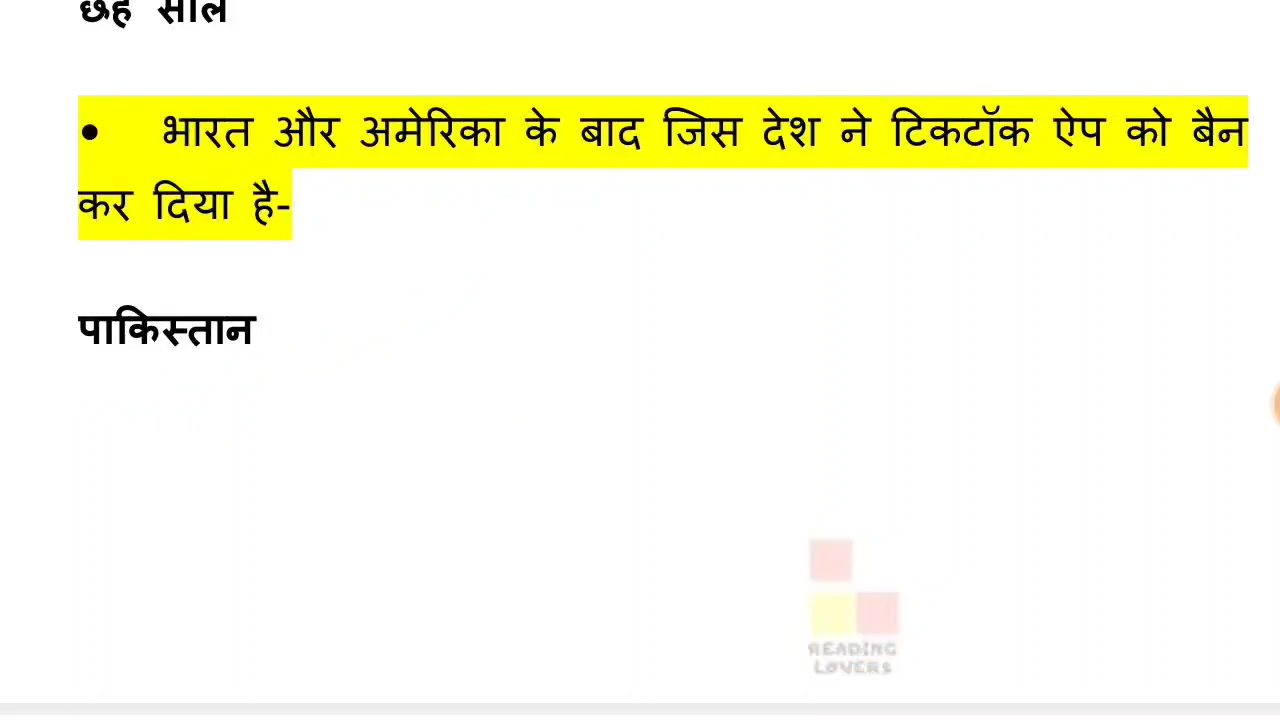 छह साल
• भारत और अमेरिका के बाद जिस देश ने टिकटॉक ऐप को बैन
कर दिया है-
पाकिस्तान
READING
LOVERS